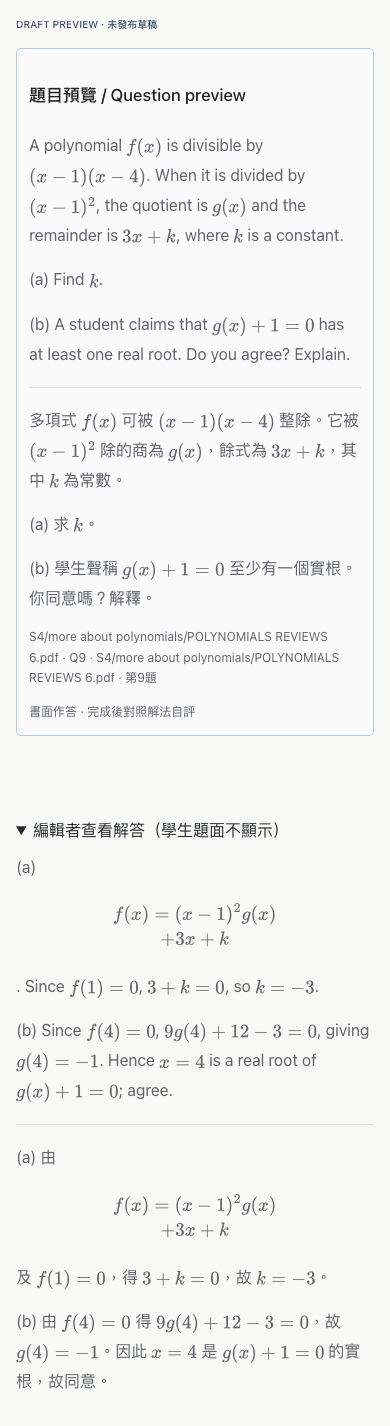 DRAFT PREVIEW · 未發布草稿
題目預覽 / Question preview
A polynomial f(x) is divisible by
(x − 1)(x − 4). When it is divided by
(x − 1)², the quotient is g(x) and the
remainder is 3x + k, where k is a constant.
(a) Find k.
(b) A student claims that g(x) + 1 = 0 has
at least one real root. Do you agree? Explain.
多項式 f(x) 可被 (x − 1)(x − 4) 整除。它被
(x − 1)² 除的商為 g(x)，餘式為 3x + k，其
中 k 為常數。
(a) 求 k。
(b) 學生聲稱 g(x) + 1 = 0 至少有一個實根。
你同意嗎？解釋。
S4/more about polynomials/POLYNOMIALS REVIEWS
6.pdf · Q9 · S4/more about polynomials/POLYNOMIALS
REVIEWS 6.pdf · 第9題
書面作答 · 完成後對照解法自評
▼ 編輯者查看解答（學生題面不顯示）
(a)
f(x) = (x − 1)²g(x)
+3x + k
. Since f(1) = 0, 3 + k = 0, so k = −3.
(b) Since f(4) = 0, 9g(4) + 12 − 3 = 0, giving
g(4) = −1. Hence x = 4 is a real root of
g(x) + 1 = 0; agree.
(a) 由
f(x) = (x − 1)²g(x)
+3x + k
及 f(1) = 0，得 3 + k = 0，故 k = −3。
(b) 由 f(4) = 0 得 9g(4) + 12 − 3 = 0，故
g(4) = −1。因此 x = 4 是 g(x) + 1 = 0 的實
根，故同意。